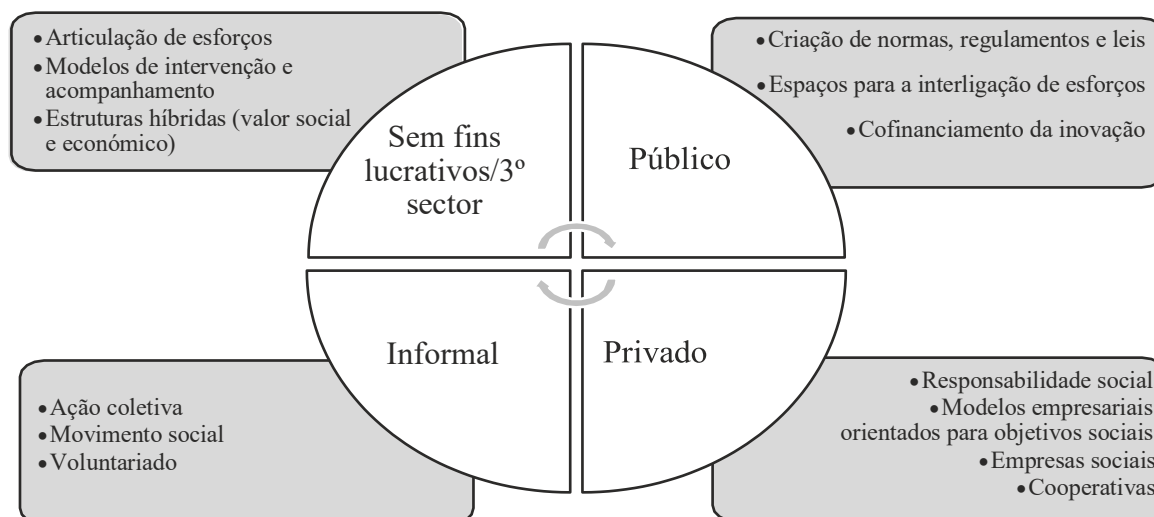 •Articulação de esforços
•Modelos de intervenção e
acompanhamento
•Estruturas híbridas (valor social
e económico)
•Criação de normas, regulamentos e leis
•Espaços para a interligação de esforços
•Cofinanciamento da inovação
Sem fins
lucrativos/3º
sector
Público
Informal
Privado
•Ação coletiva
•Movimento social
•Voluntariado
•Responsabilidade social
•Modelos empresariais
orientados para objetivos sociais
•Empresas sociais
•Cooperativas